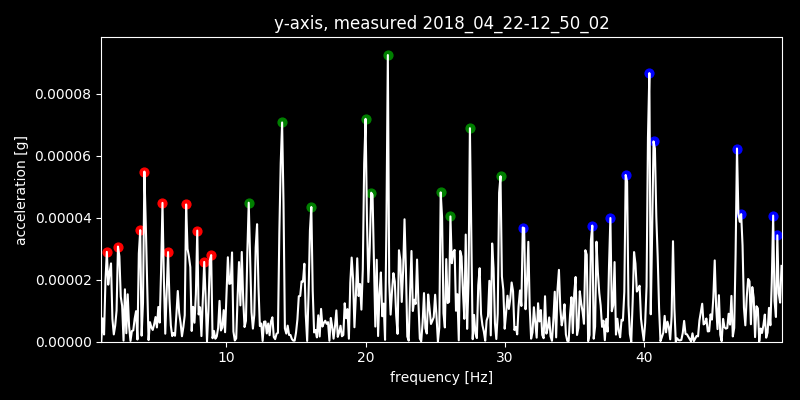 y-axis, measured 2018_04_22-12_50_02
0.00008
0.00006
acceleration [g]
0.00004
0.00002
0.00000
10 20 30 40
frequency [Hz]